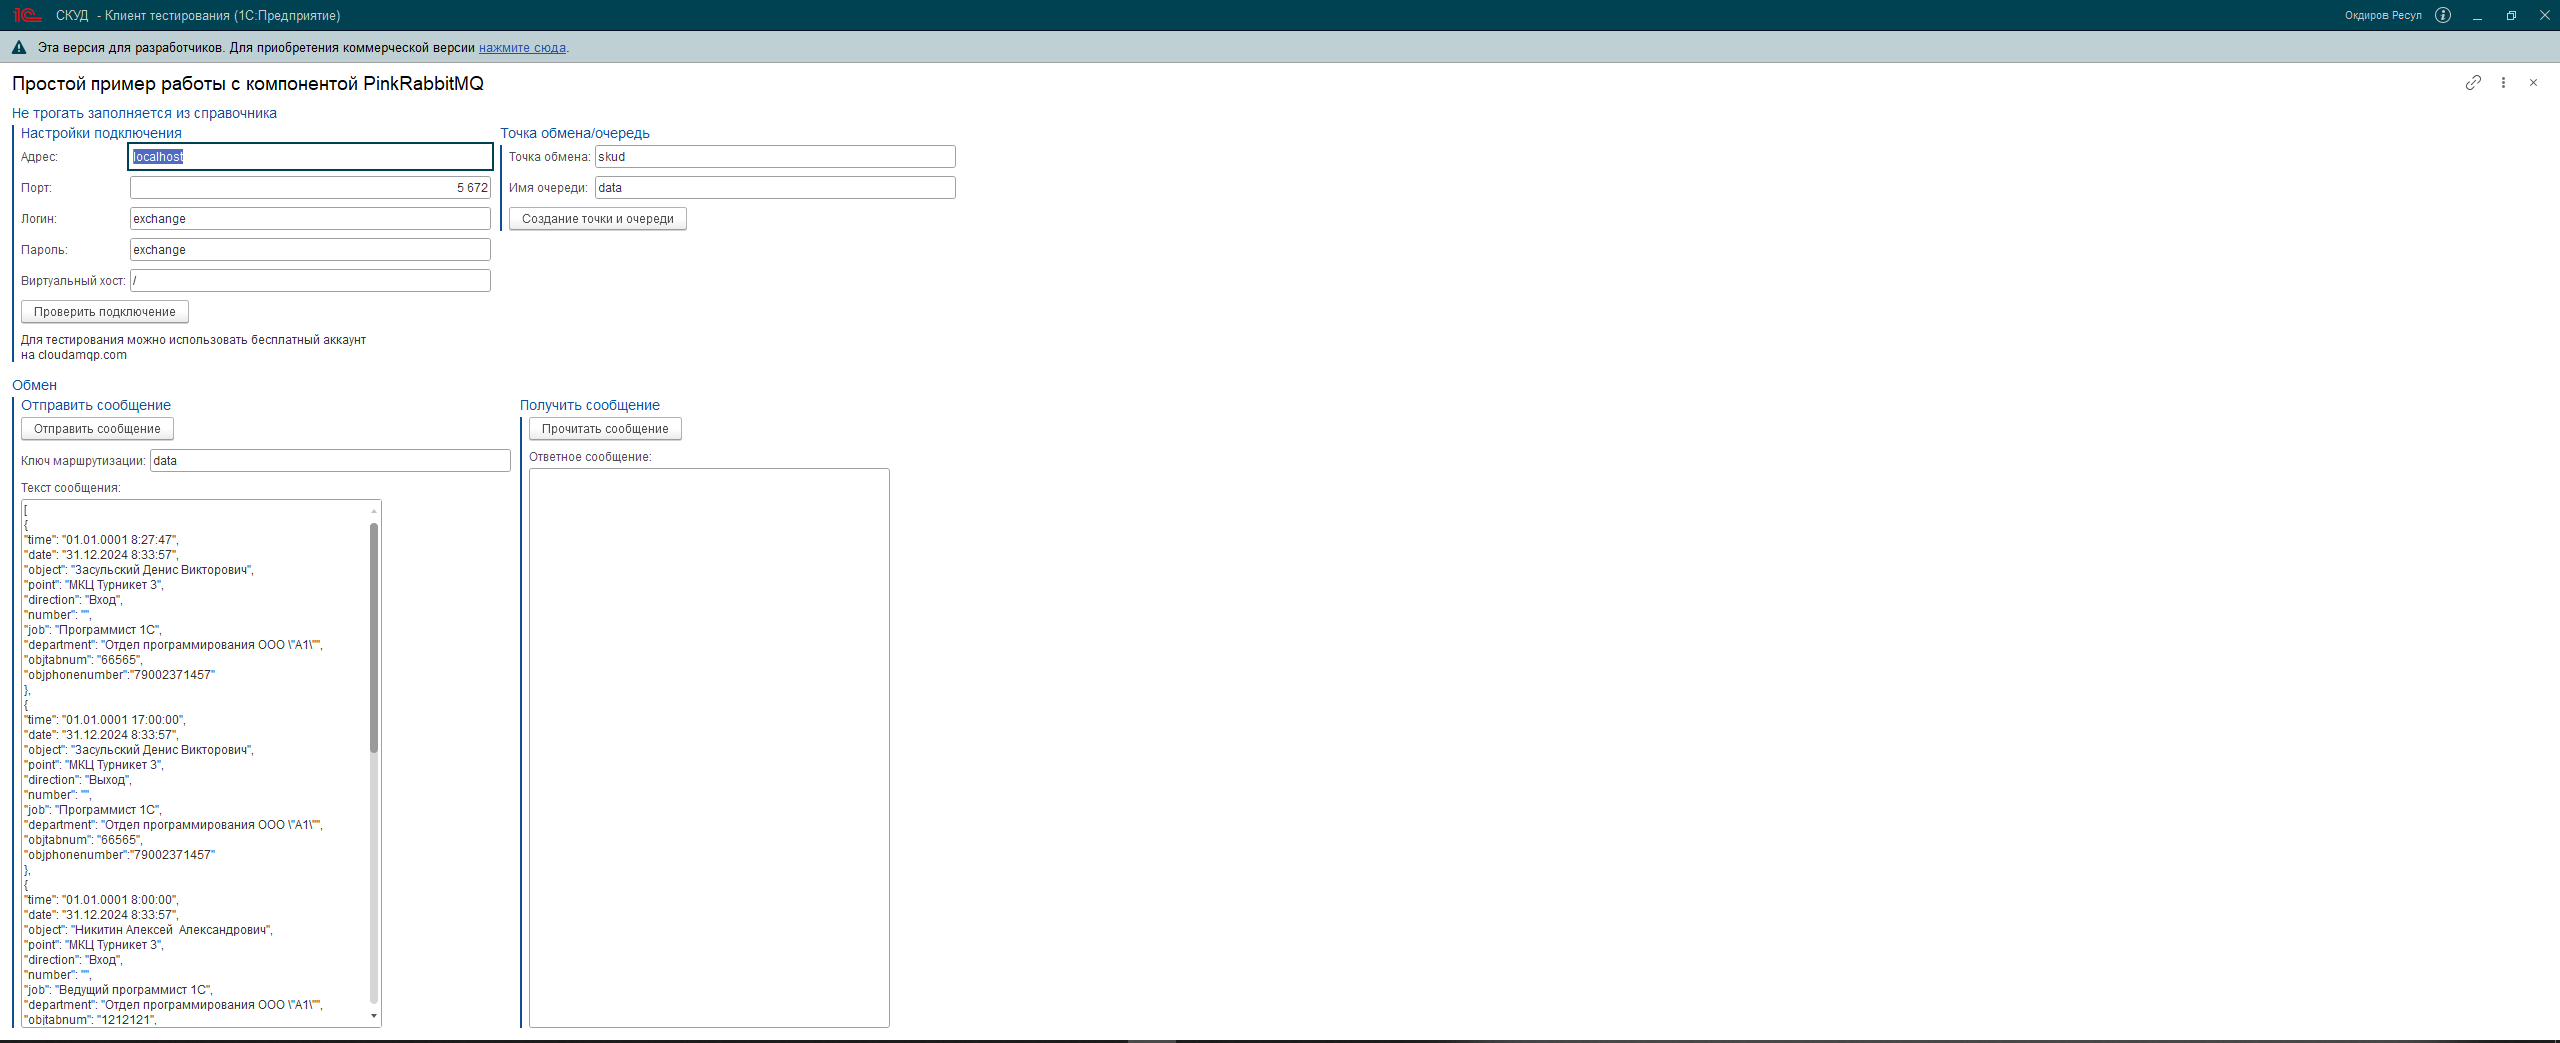 1С СКУД - Клиент тестирования (1С:Предприятие)
Окдиров Ресул
Эта версия для разработчиков. Для приобретения коммерческой версии нажмите сюда.
Простой пример работы с компонентой PinkRabbitMQ
Не трогать заполняется из справочника
Настройки подключения
Адрес: localhost
Порт: 5 672
Логин: exchange
Пароль: exchange
Виртуальный хост: /
Проверить подключение
Для тестирования можно использовать бесплатный аккаунт
на cloudamqp.com
Точка обмена/очередь
Точка обмена: skud
Имя очереди: data
Создание точки и очереди
Обмен
Отправить сообщение
Отправить сообщение
Ключ маршрутизации: data
Текст сообщения:
[
{
"time": "01.01.0001 8:27:47",
"date": "31.12.2024 8:33:57",
"object": "Засульский Денис Викторович",
"point": "МКЦ Турникет 3",
"direction": "Вход",
"number": "",
"job": "Программист 1С",
"department": "Отдел программирования ООО \"А1\"",
"objtabnum": "66565",
"objphonenumber":"79002371457"
},
{
"time": "01.01.0001 17:00:00",
"date": "31.12.2024 8:33:57",
"object": "Засульский Денис Викторович",
"point": "МКЦ Турникет 3",
"direction": "Выход",
"number": "",
"job": "Программист 1С",
"department": "Отдел программирования ООО \"А1\"",
"objtabnum": "66565",
"objphonenumber":"79002371457"
},
{
"time": "01.01.0001 8:00:00",
"date": "31.12.2024 8:33:57",
"object": "Никитин Алексей  Александрович",
"point": "МКЦ Турникет 3",
"direction": "Вход",
"number": "",
"job": "Ведущий программист 1С",
"department": "Отдел программирования ООО \"А1\"",
"objtabnum": "1212121",
Получить сообщение
Прочитать сообщение
Ответное сообщение: